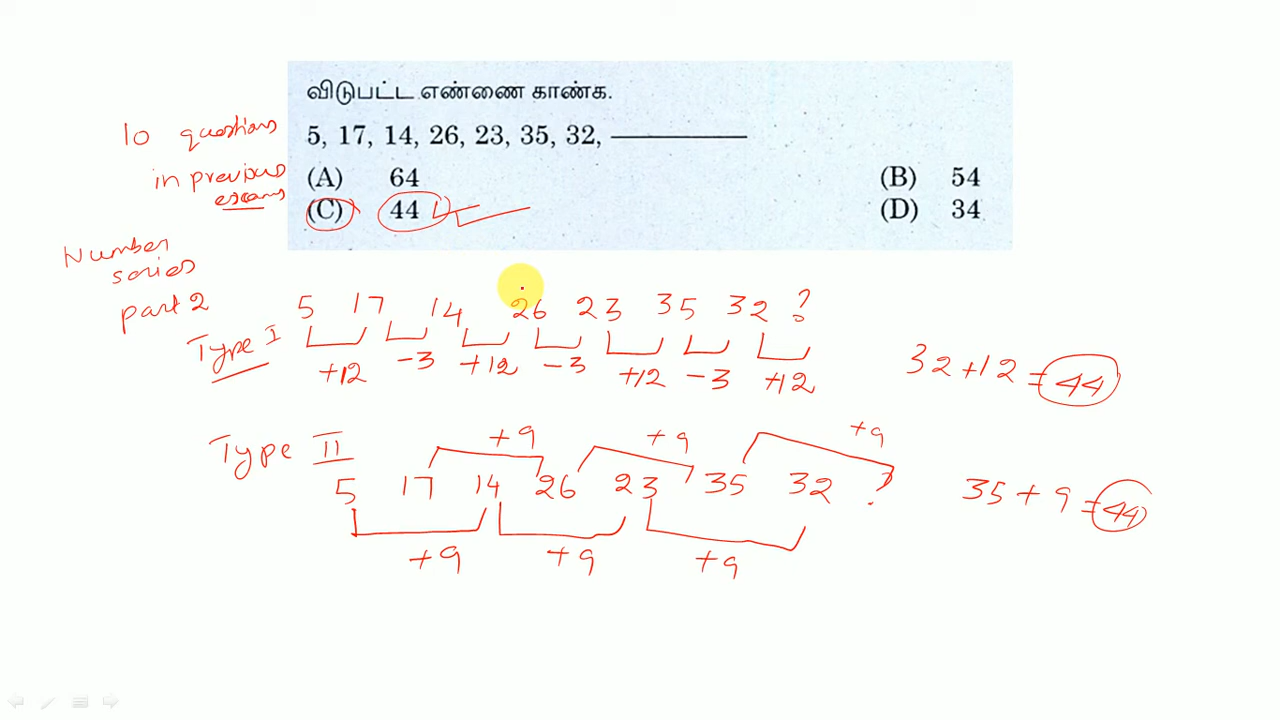 விடுபட்ட எண்ணை காண்க.
5, 17, 14, 26, 23, 35, 32,
(A) 64 (B) 54
(C) 44 (D) 34
10 questions
in previous
exams
Number
series
part 2
Type I
5 17 14 26 23 35 32 ?
+12 -3 +12 -3 +12 -3 +12
32+12 = 44
Type II
+9 +9 +9
5 17 14 26 23 35 32 ?
+9 +9 +9
35+9 = 44